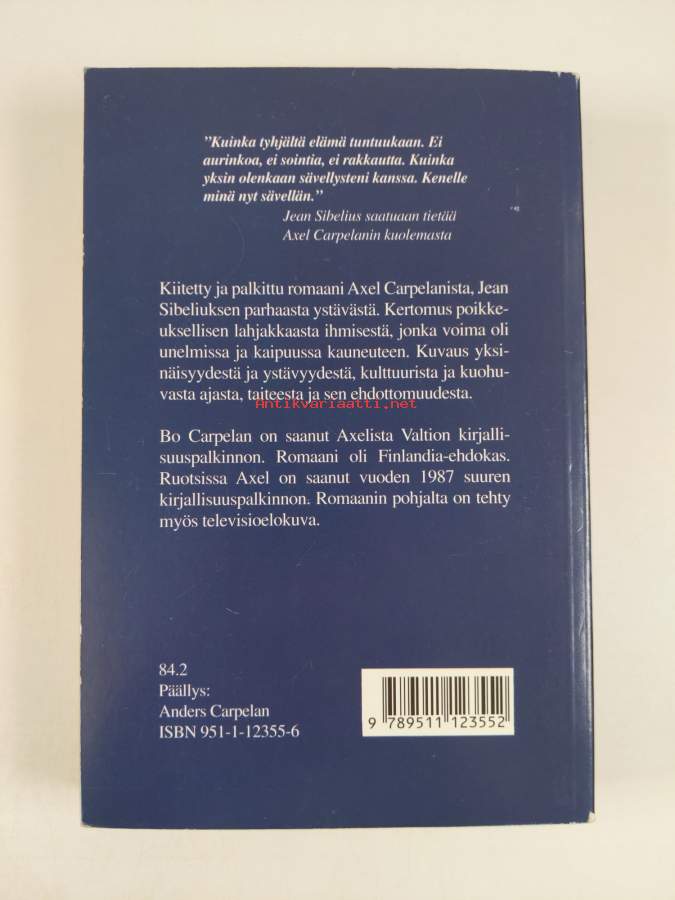 ”Kuinka tyhjältä elämä tuntuukaan. Ei
aurinkoa, ei sointia, ei rakkautta. Kuinka
yksin olenkaan sävellysteni kanssa. Kenelle
minä nyt sävellän.”
Jean Sibelius saatuaan tietää
Axel Carpelanin kuolemasta
Kiitetty ja palkittu romaani Axel Carpelanista, Jean
Sibeliuksen parhaasta ystävästä. Kertomus poikke-
uksellisen lahjakkaasta ihmisestä, jonka voima oli
unelmissa ja kaipuussa kauneuteen. Kuvaus yksi-
näisyydestä ja ystävyydestä, kulttuurista ja kuohu-
vasta ajasta, taiteesta ja sen ehdottomuudesta.
Antikvariaatti.net
Bo Carpelan on saanut Axelista Valtion kirjalli-
suuspalkinnon. Romaani oli Finlandia-ehdokas.
Ruotsissa Axel on saanut vuoden 1987 suuren
kirjallisuuspalkinnon. Romaanin pohjalta on tehty
myös televisioelokuva.
84.2
Päällys:
Anders Carpelan
ISBN 951-1-12355-6
9 789511 123552